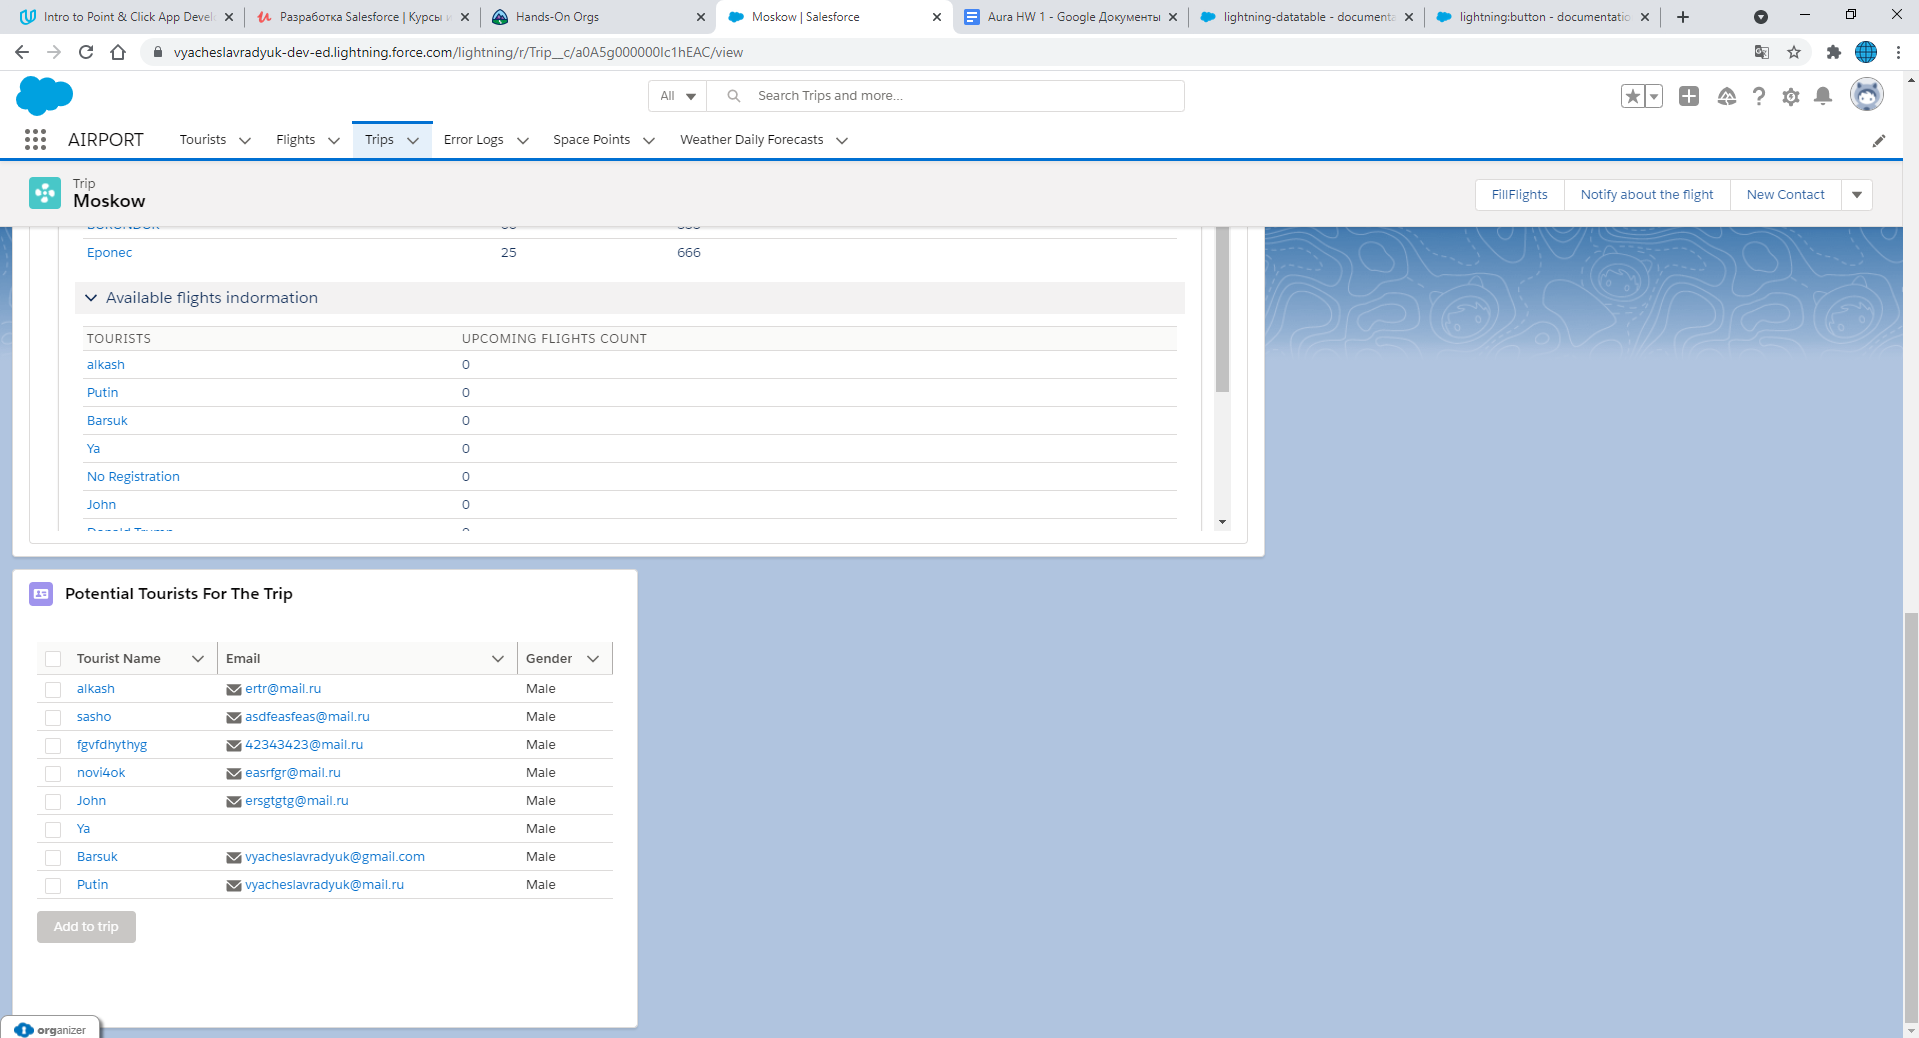 Intro to Point & Click App Devel
Разработка Salesforce | Курсы и
Hands-On Orgs
Moskow | Salesforce
Aura HW 1 - Google Документы
lightning-datatable - documenta
lightning:button - documentatio
vyacheslavradyuk-dev-ed.lightning.force.com/lightning/r/Trip__c/a0A5g000000Ic1hEAC/view
All
Search Trips and more...
AIRPORT
Tourists
Flights
Trips
Error Logs
Space Points
Weather Daily Forecasts
Trip
Moskow
FillFlights
Notify about the flight
New Contact
Eponec 25 666
Available flights indormation
TOURISTS UPCOMING FLIGHTS COUNT
alkash 0
Putin 0
Barsuk 0
Ya 0
No Registration 0
John 0
Donald Trump 0
Potential Tourists For The Trip
Tourist Name Email Gender
alkash ertr@mail.ru Male
sasho asdfeasfeas@mail.ru Male
fgvfdhythyg 42343423@mail.ru Male
novi4ok easrfgr@mail.ru Male
John ersgtgtg@mail.ru Male
Ya Male
Barsuk vyacheslavradyuk@gmail.com Male
Putin vyacheslavradyuk@mail.ru Male
Add to trip
organizer